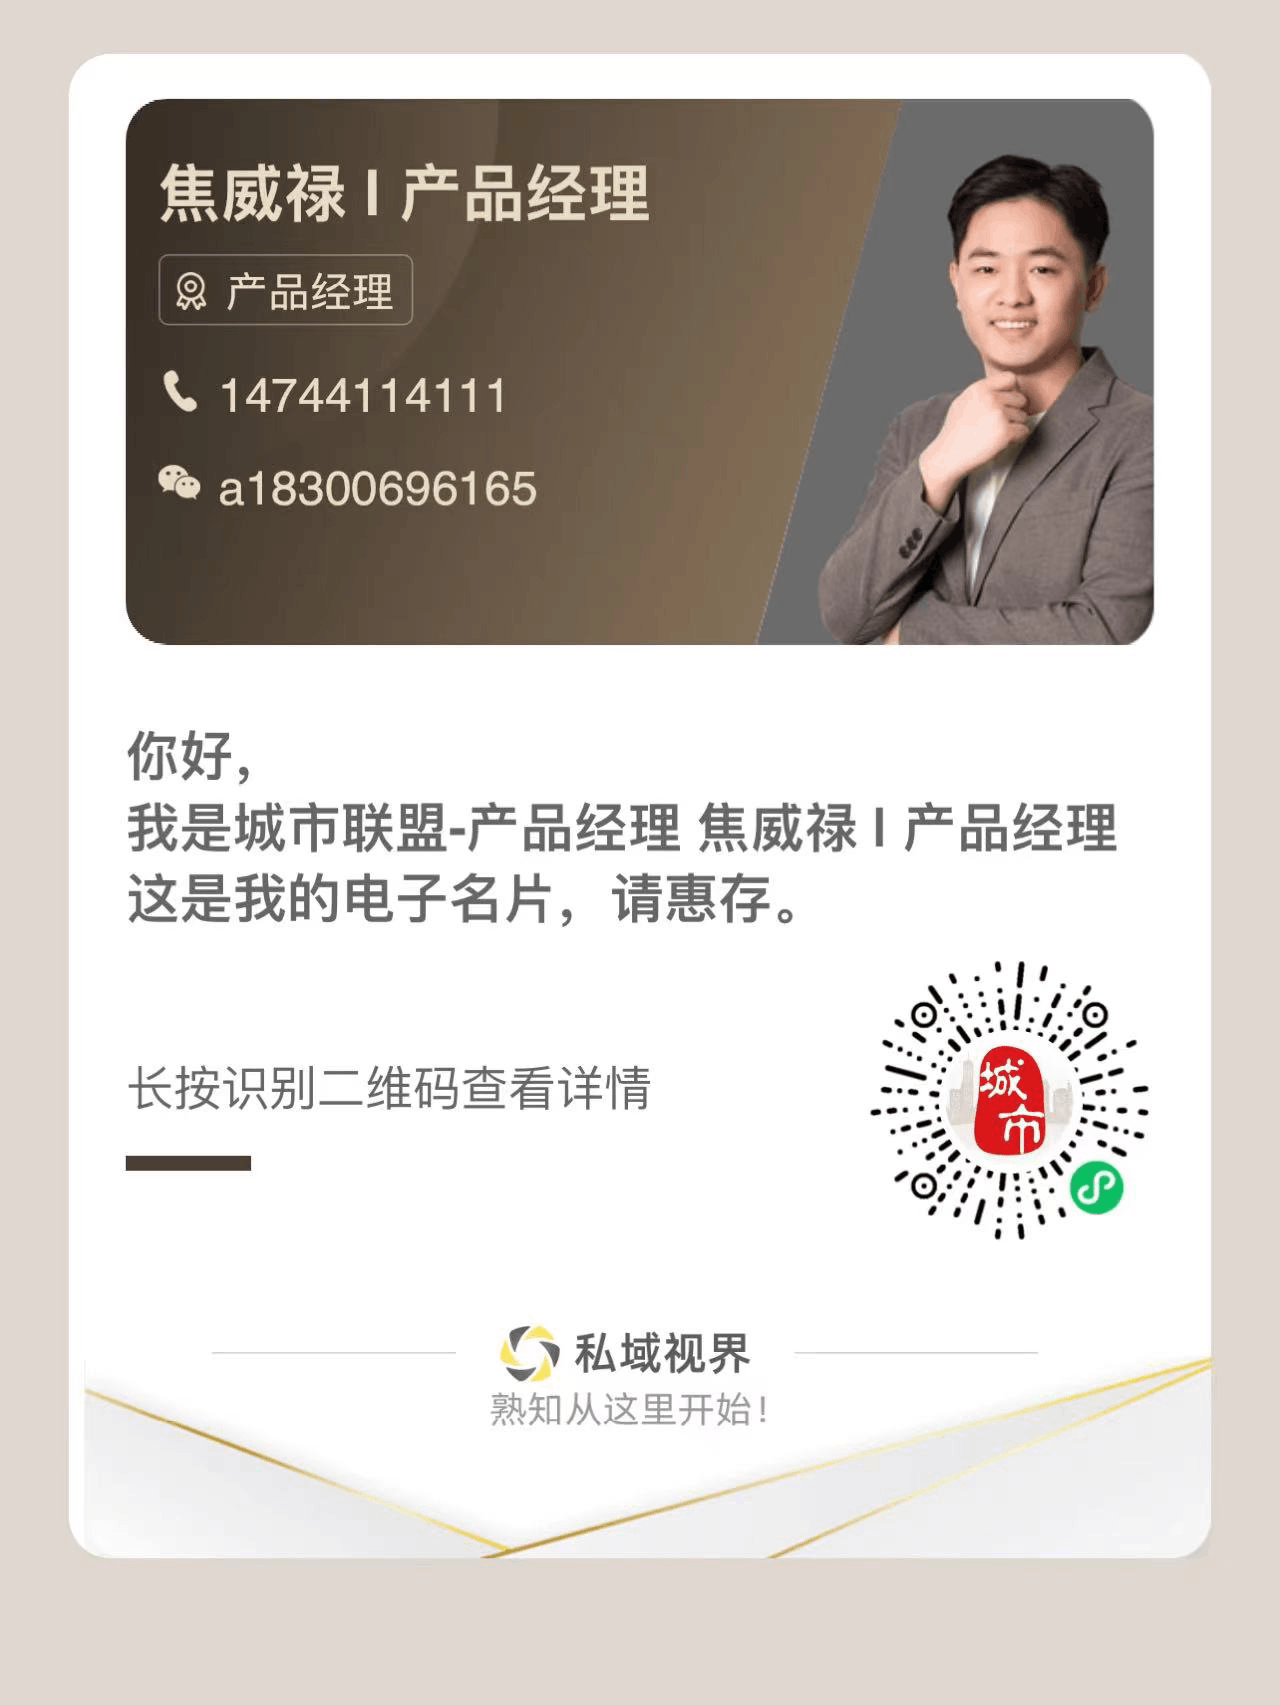 焦威禄 I 产品经理
产品经理
14744114111
a18300696165
你好，
我是城市联盟-产品经理 焦威禄 I 产品经理
这是我的电子名片，请惠存。
长按识别二维码查看详情
城
市
私域视界
熟知从这里开始！